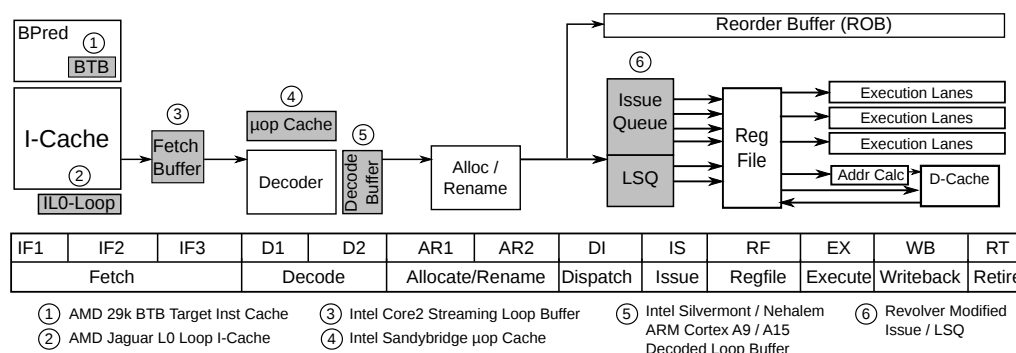 BPred
①
BTB
I-Cache
②
IL0-Loop
③
Fetch
Buffer
④
µop Cache
Decoder
⑤
Decode
Buffer
Alloc /
Rename
Reorder Buffer (ROB)
⑥
Issue
Queue
LSQ
Reg
File
Execution Lanes
Execution Lanes
Execution Lanes
Addr Calc
D-Cache
IF1 IF2 IF3 D1 D2 AR1 AR2 DI IS RF EX WB RT
Fetch Decode Allocate/Rename Dispatch Issue Regfile Execute Writeback Retire
① AMD 29k BTB Target Inst Cache
② AMD Jaguar L0 Loop I-Cache
③ Intel Core2 Streaming Loop Buffer
④ Intel Sandybridge µop Cache
⑤ Intel Silvermont / Nehalem
ARM Cortex A9 / A15
Decoded Loop Buffer
⑥ Revolver Modified
Issue / LSQ